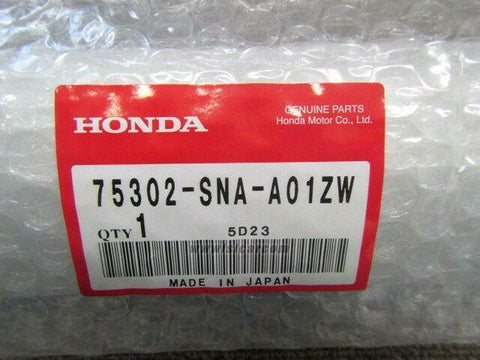 GENUINE PARTS
HONDA
Honda Motor Co., Ltd.
75302-SNA-A01ZW
QTY 1
5D23
MADE IN JAPAN